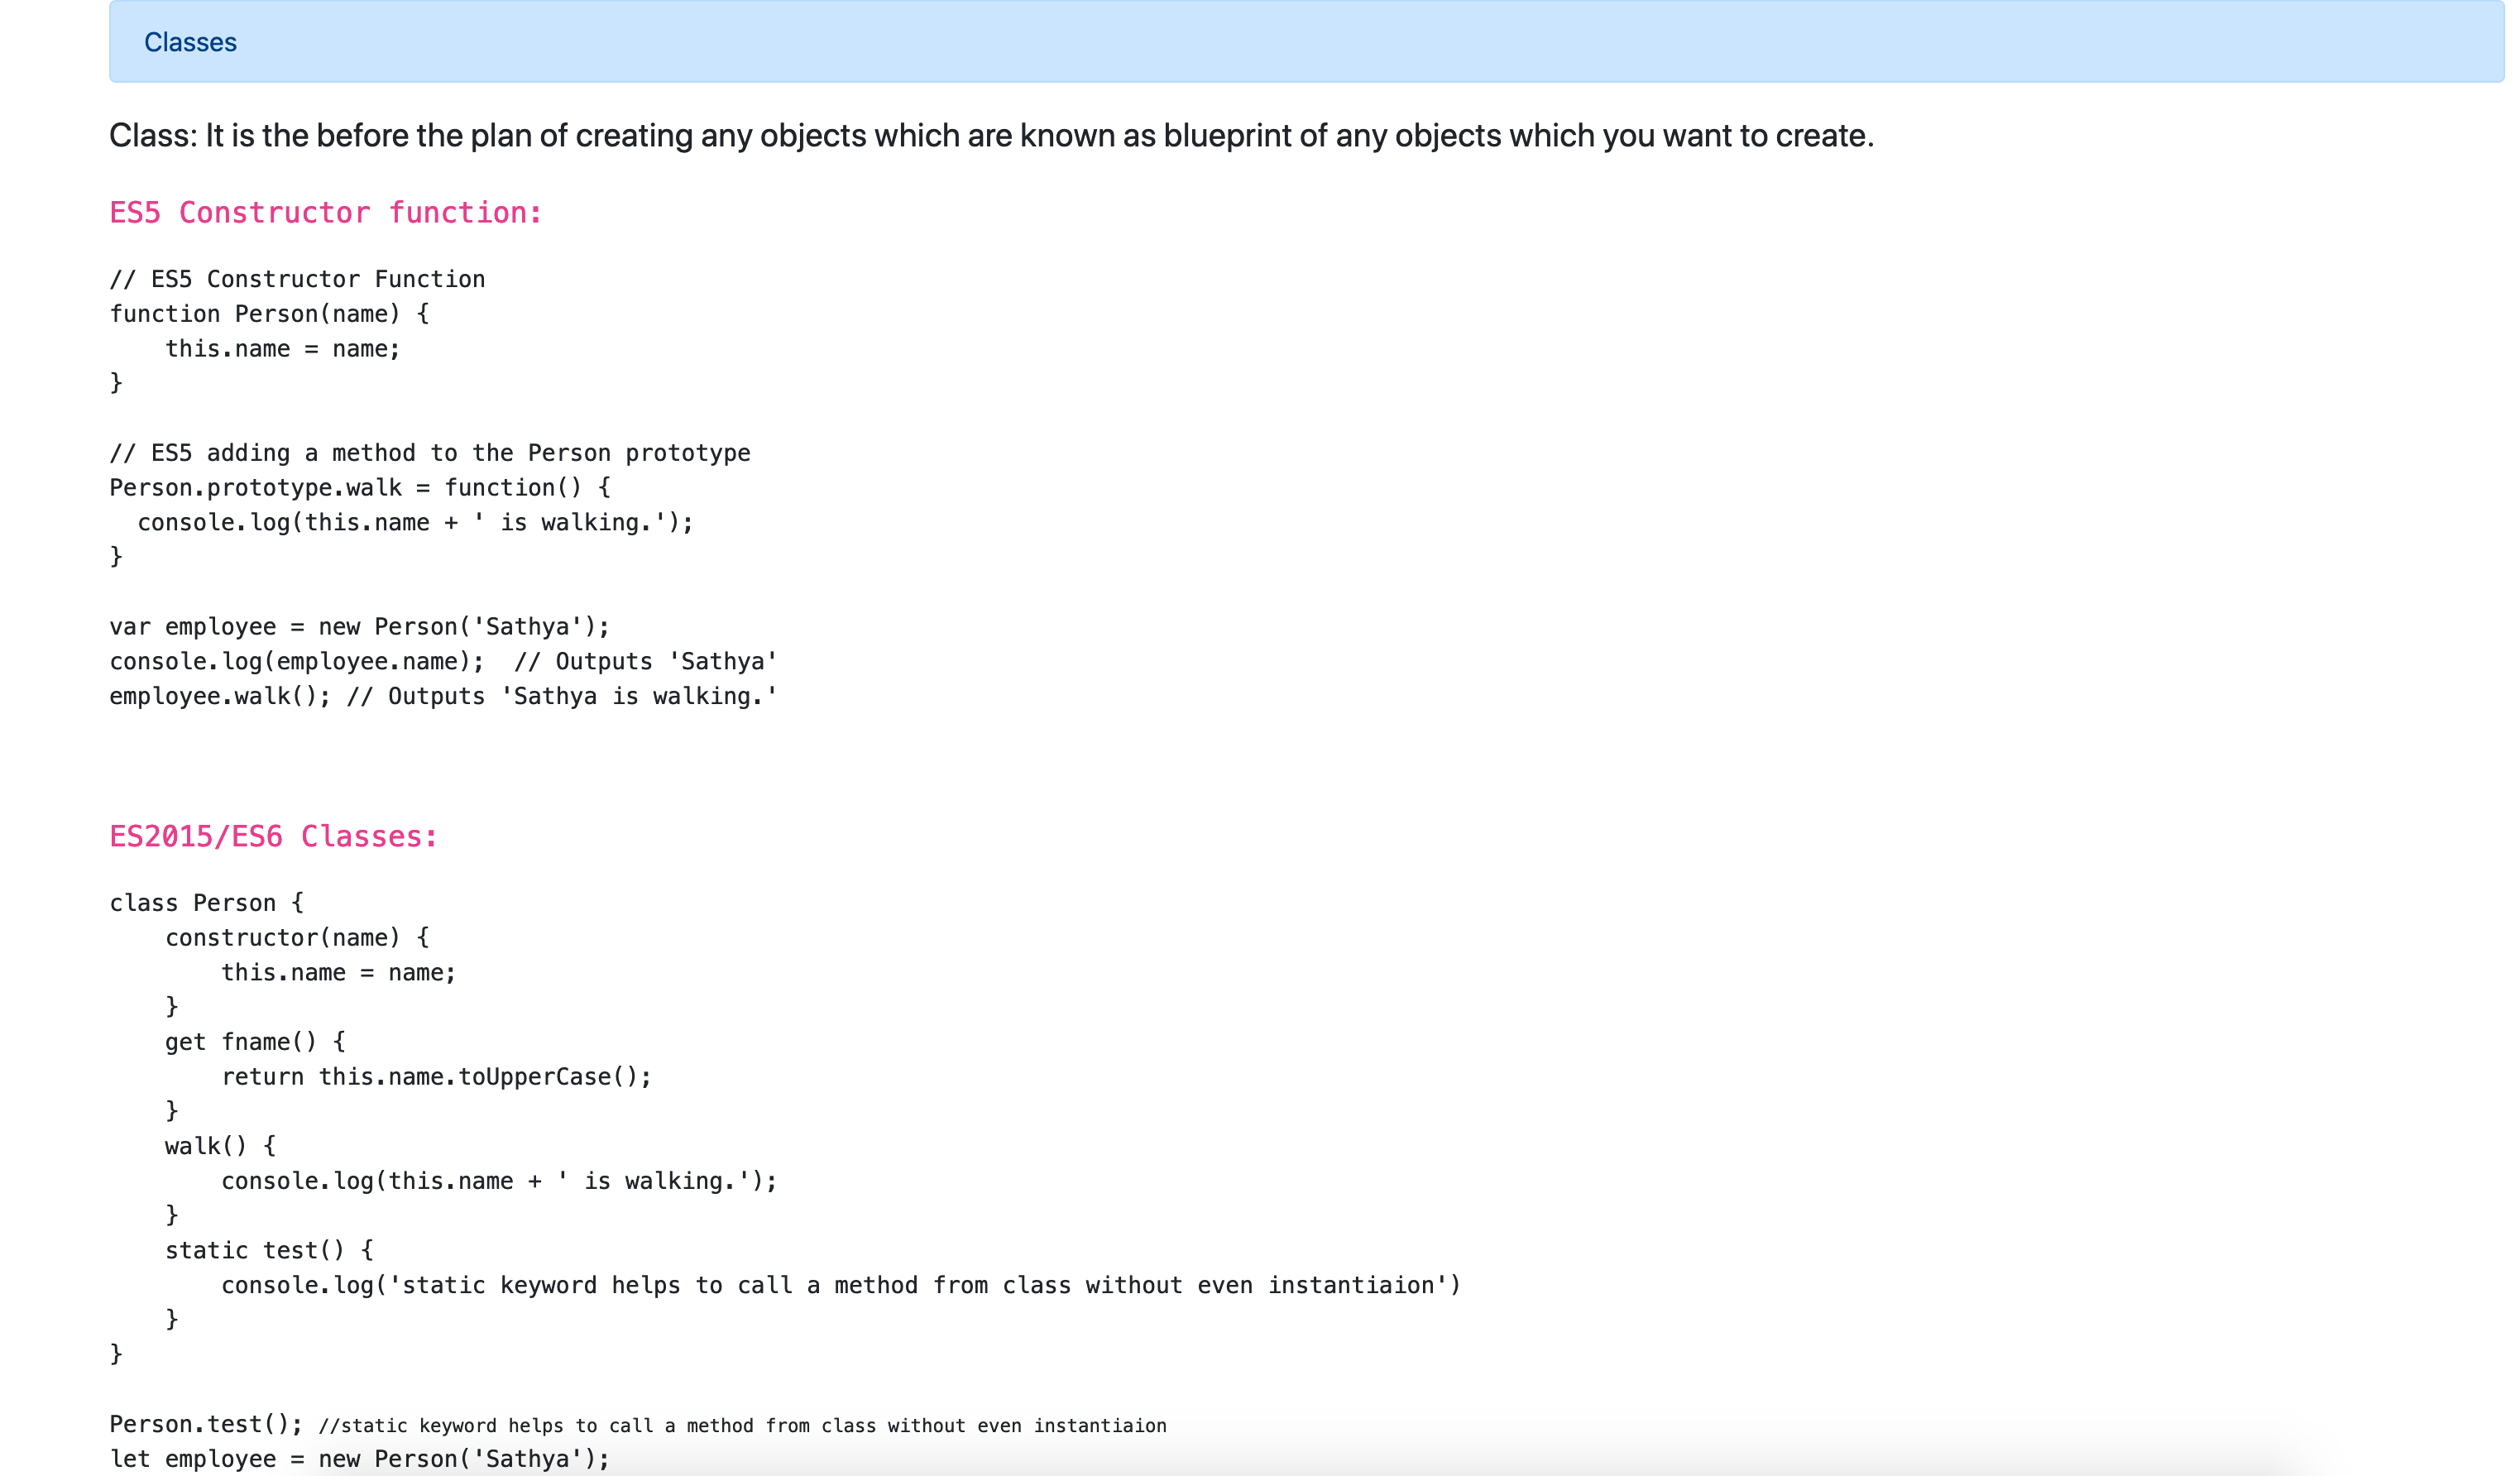 Classes
Class: It is the before the plan of creating any objects which are known as blueprint of any objects which you want to create.
ES5 Constructor function:
// ES5 Constructor Function
function Person(name) {
    this.name = name;
}
// ES5 adding a method to the Person prototype
Person.prototype.walk = function() {
  console.log(this.name + ' is walking.');
}
var employee = new Person('Sathya');
console.log(employee.name);  // Outputs 'Sathya'
employee.walk(); // Outputs 'Sathya is walking.'
ES2015/ES6 Classes:
class Person {
    constructor(name) {
        this.name = name;
    }
    get fname() {
        return this.name.toUpperCase();
    }
    walk() {
        console.log(this.name + ' is walking.');
    }
    static test() {
        console.log('static keyword helps to call a method from class without even instantiaion')
    }
}
Person.test(); //static keyword helps to call a method from class without even instantiaion
let employee = new Person('Sathya');